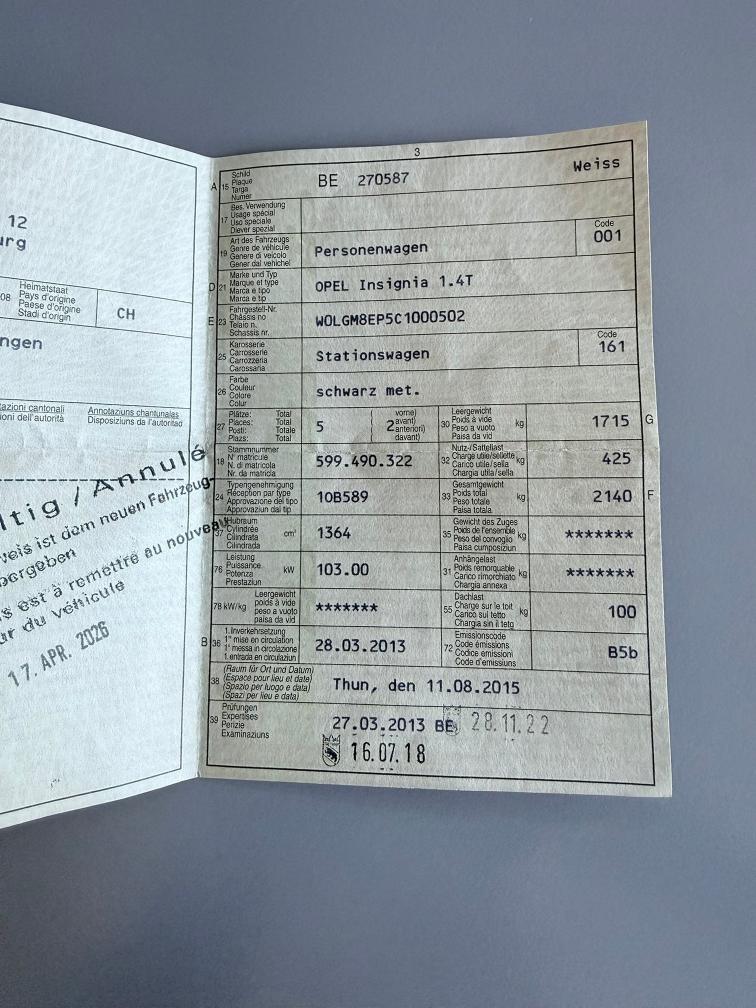 12
urg
08 Heimatstaat
Pays d'origine
Paese d'origine
Stadi d'origin
CH
ngen
tazioni cantonali
ioni dell'autorità
Annotaziuns chantunalas
Disposiziuns da l'autoritad
ltig / Annulé
weis ist dem neuen Fahrzeug-
bergeben
s est à remettre au nouveau
ur du véhicule
17. APR. 2026
3
A 15 Schild
Plaque
Targa
Numer
BE 270587
Weiss
17 Bes. Verwendung
Usage spécial
Uso speciale
Diever spezial
19 Art des Fahrzeugs
Genre de véhicule
Genere di veicolo
Gener dal vehichel
Personenwagen
Code
001
D 21 Marke und Typ
Marque et type
Marca e tipo
Marca e tip
OPEL Insignia 1.4T
E 23 Fahrgestell-Nr.
Châssis no
Telaio n.
Schassis nr.
WOLGM8EP5C1000502
25 Karosserie
Carrosserie
Carrozzeria
Carossaria
Stationswagen
Code
161
26 Farbe
Couleur
Colore
Colur
schwarz met.
27 Plätze: Total
Places: Total
Posti: Totale
Plazs: Total
5
2
vorne)
avant)
anteriori)
davant)
30 Leergewicht
Poids à vide
Peso a vuoto
Paisa da vid
kg
1715
G
18 Stammnummer
N° matricule
N. di matricola
Nr. da matricla
599.490.322
32 Nutz-/Sattellast
Charge utile/sellette
Carico utile/sella
Chargia utila/sella
kg
425
24 Typengenehmigung
Réception par type
Approvazione del tipo
Approvaziun dal tip
10B589
33 Gesamtgewicht
Poids total
Peso totale
Paisa totala
kg
2140
F
37 Hubraum
Cylindrée
Cilindrata
Cilindrada
cm³
1364
35 Gewicht des Zuges
Poids de l'ensemble
Peso del convoglio
Paisa cumposiziun
kg
*******
76 Leistung
Puissance
Potenza
Prestaziun
kW
103.00
31 Anhängelast
Poids remorquable
Carico rimorchiato
Chargia annexa
kg
*******
78 kW/kg
Leergewicht
poids à vide
peso a vuoto
paisa da vid
*******
55 Dachlast
Charge sur le toit
Carico sul tetto
Chargia sin il tetg
kg
100
B 36 1.Inverkehrsetzung
1re mise en circulation
1a messa in circolazione
1. entrada en circulaziun
28.03.2013
72 Emissionscode
Code émissions
Codice emissioni
Code d'emissiuns
B5b
38 (Raum für Ort und Datum)
(Espace pour lieu et date)
(Spazio per luogo e data)
(Spazi per lieu e data)
Thun, den 11.08.2015
39 Prüfungen
Expertises
Perizie
Examinaziuns
27.03.2013 BE
28.11.22
16.07.18